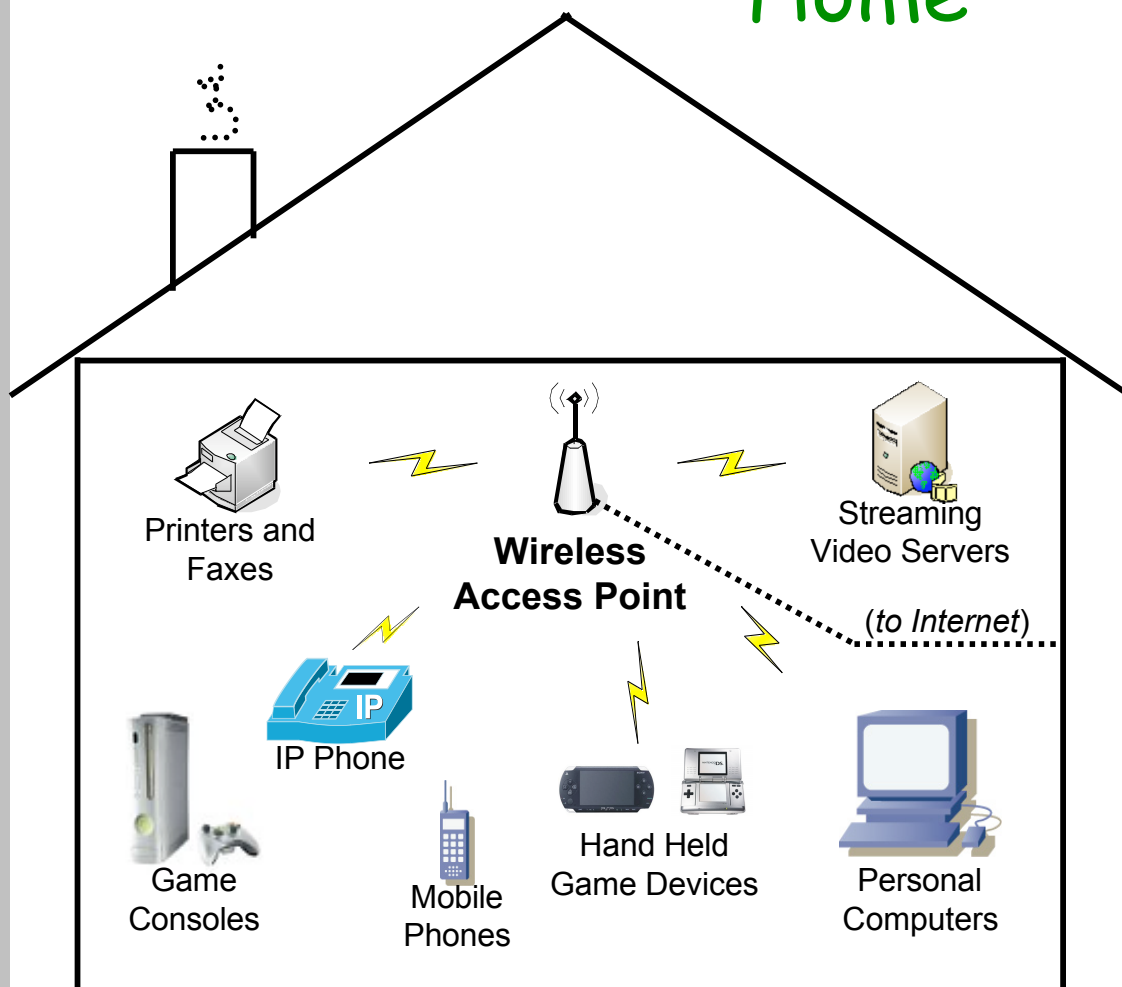 Home
Printers and
Faxes
Wireless
Access Point
Streaming
Video Servers
(to Internet)
IP
IP Phone
Game
Consoles
Mobile
Phones
Hand Held
Game Devices
Personal
Computers